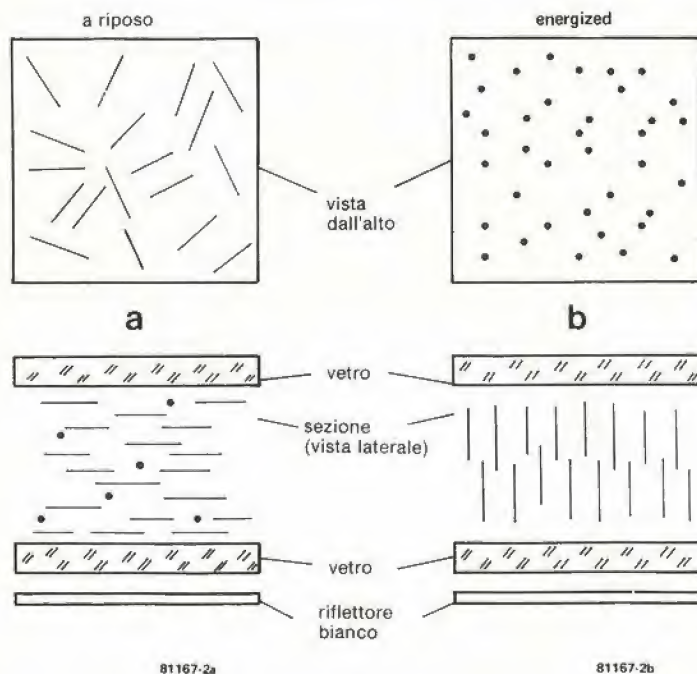 a riposo
energized
vista
dall'alto
a
b
vetro
sezione
(vista laterale)
vetro
riflettore
bianco
81167-2a
81167-2b